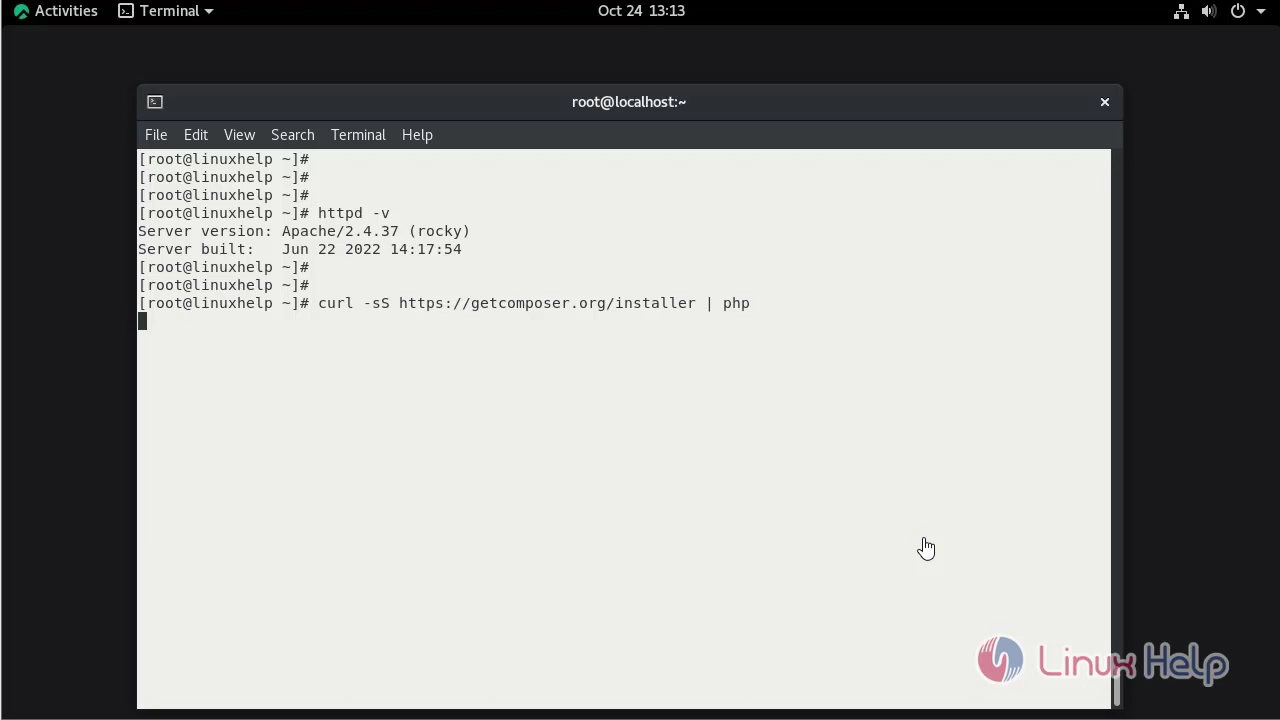 Activities Terminal Oct 24 13:13
root@localhost:~
File Edit View Search Terminal Help
[root@linuxhelp ~]#
[root@linuxhelp ~]#
[root@linuxhelp ~]#
[root@linuxhelp ~]# httpd -v
Server version: Apache/2.4.37 (rocky)
Server built:   Jun 22 2022 14:17:54
[root@linuxhelp ~]#
[root@linuxhelp ~]#
[root@linuxhelp ~]# curl -sS https://getcomposer.org/installer | php
Linux Help